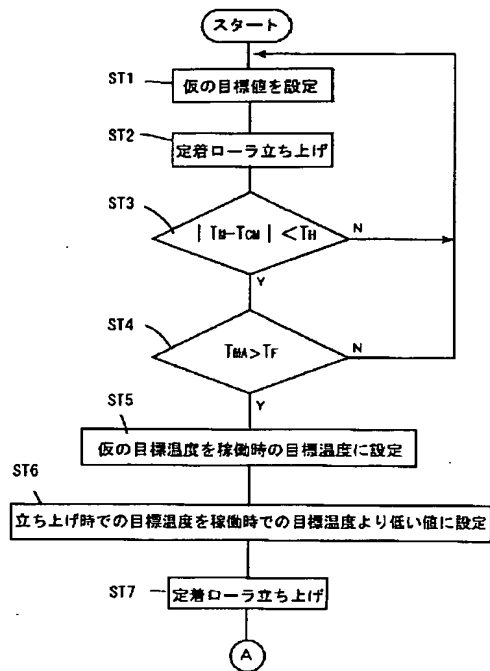 スタート
ST1
仮の目標値を設定
ST2
定着ローラ立ち上げ
ST3
| TM-TCM | <TH
N
Y
ST4
TMA>TF
N
Y
ST5
仮の目標温度を稼働時の目標温度に設定
ST6
立ち上げ時での目標温度を稼働時での目標温度より低い値に設定
ST7
定着ローラ立ち上げ
A